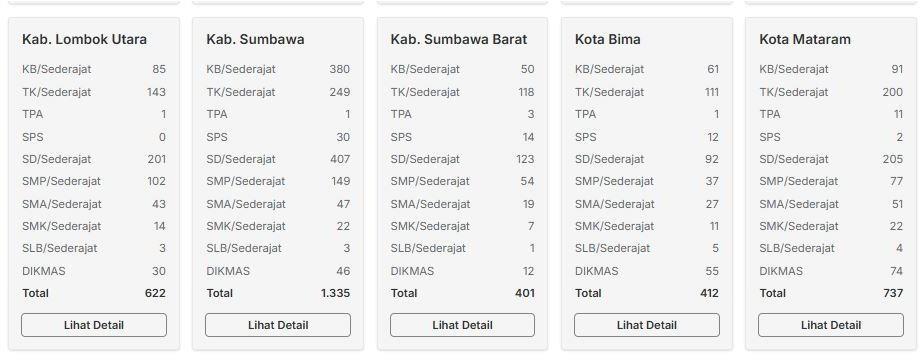 Kab. Lombok Utara
KB/Sederajat 85
TK/Sederajat 143
TPA 1
SPS 0
SD/Sederajat 201
SMP/Sederajat 102
SMA/Sederajat 43
SMK/Sederajat 14
SLB/Sederajat 3
DIKMAS 30
Total 622
Lihat Detail
Kab. Sumbawa
KB/Sederajat 380
TK/Sederajat 249
TPA 1
SPS 30
SD/Sederajat 407
SMP/Sederajat 149
SMA/Sederajat 47
SMK/Sederajat 22
SLB/Sederajat 3
DIKMAS 46
Total 1.335
Lihat Detail
Kab. Sumbawa Barat
KB/Sederajat 50
TK/Sederajat 118
TPA 3
SPS 14
SD/Sederajat 123
SMP/Sederajat 54
SMA/Sederajat 19
SMK/Sederajat 7
SLB/Sederajat 1
DIKMAS 12
Total 401
Lihat Detail
Kota Bima
KB/Sederajat 61
TK/Sederajat 111
TPA 1
SPS 12
SD/Sederajat 92
SMP/Sederajat 37
SMA/Sederajat 27
SMK/Sederajat 11
SLB/Sederajat 5
DIKMAS 55
Total 412
Lihat Detail
Kota Mataram
KB/Sederajat 91
TK/Sederajat 200
TPA 11
SPS 2
SD/Sederajat 205
SMP/Sederajat 77
SMA/Sederajat 51
SMK/Sederajat 22
SLB/Sederajat 4
DIKMAS 74
Total 737
Lihat Detail